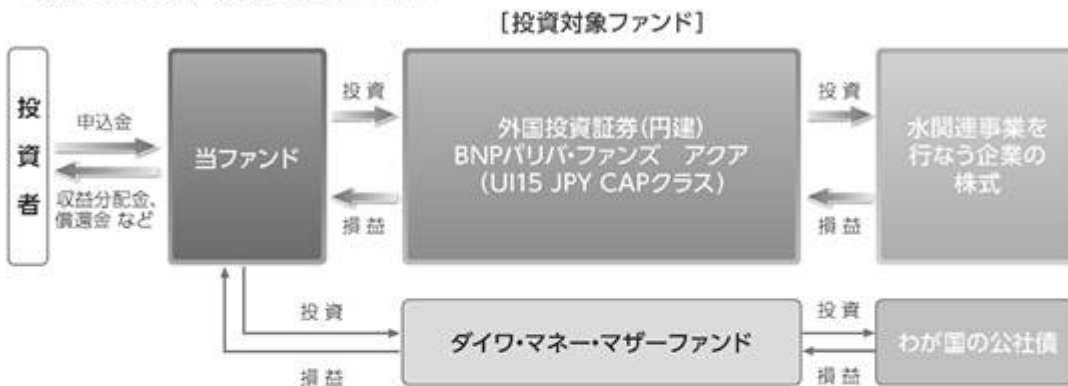 [投資対象ファンド]
投資者
申込金
収益分配金、
償還金 など
当ファンド
投資
損益
外国投資証券(円建)
BNPパリバ・ファンズ アクア
(UI15 JPY CAPクラス)
投資
損益
水関連事業を
行なう企業の
株式
投資
損益
ダイワ・マネー・マザーファンド
投資
損益
わが国の公社債